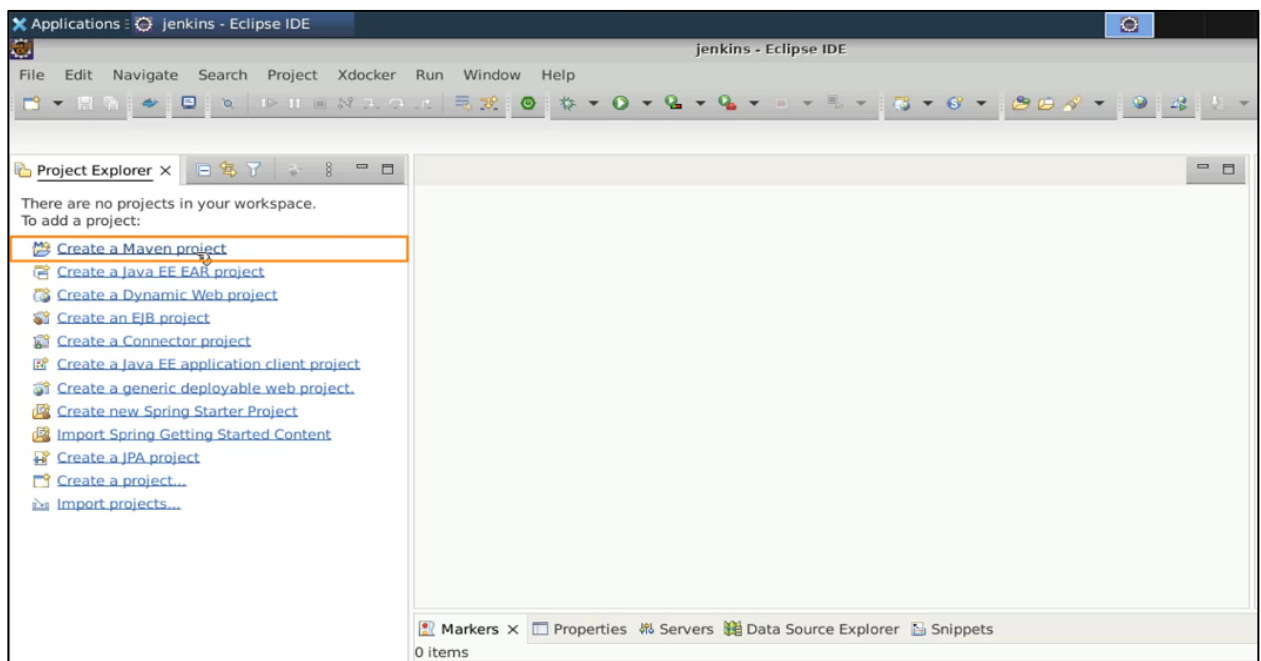 Applications
jenkins - Eclipse IDE
jenkins - Eclipse IDE
File Edit Navigate Search Project Xdocker Run Window Help
Project Explorer
There are no projects in your workspace.
To add a project:
Create a Maven project
Create a Java EE EAR project
Create a Dynamic Web project
Create an EJB project
Create a Connector project
Create a Java EE application client project
Create a generic deployable web project.
Create new Spring Starter Project
Import Spring Getting Started Content
Create a JPA project
Create a project...
Import projects...
Markers Properties Servers Data Source Explorer Snippets
0 items